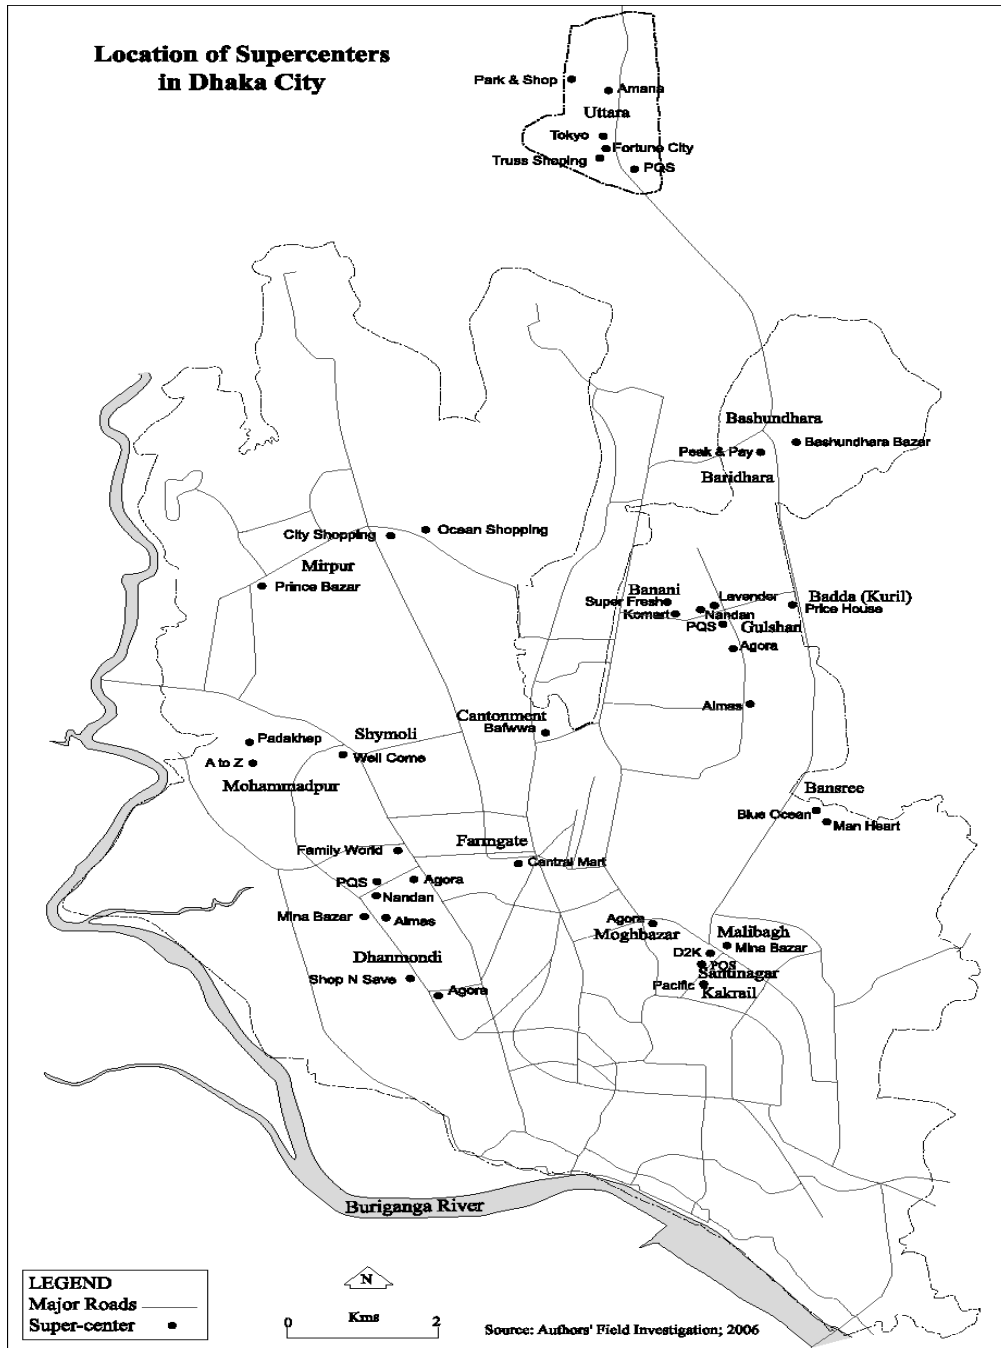 Location of Supercenters
in Dhaka City
Park & Shop
Amana
Uttara
Tokyo
Fortune City
Truss Shoping
PQS
Bashundhara
Bashundhara Bazar
Peak & Pay
Baridhara
City Shopping
Ocean Shopping
Mirpur
Prince Bazar
Banani
Super Fresh
Lavender
Badda (Kuril)
Price House
Komart
Nandan
PQS
Gulshan
Agora
Almas
Cantonment
Bafwwa
Shymoli
Padakhep
Well Come
A to Z
Mohammadpur
Bansree
Blue Ocean
Man Heart
Farmgate
Family World
Central Mart
PQS
Agora
Nandan
Mina Bazar
Almas
Agora
Moghbazar
Malibagh
Mina Bazar
D2K
PQS
Santinagar
Pacific
Kakrail
Dhanmondi
Shop N Save
Agora
Buriganga River
LEGEND
Major Roads
Super-center
N
Kms
0 2
Source: Authors' Field Investigation; 2006